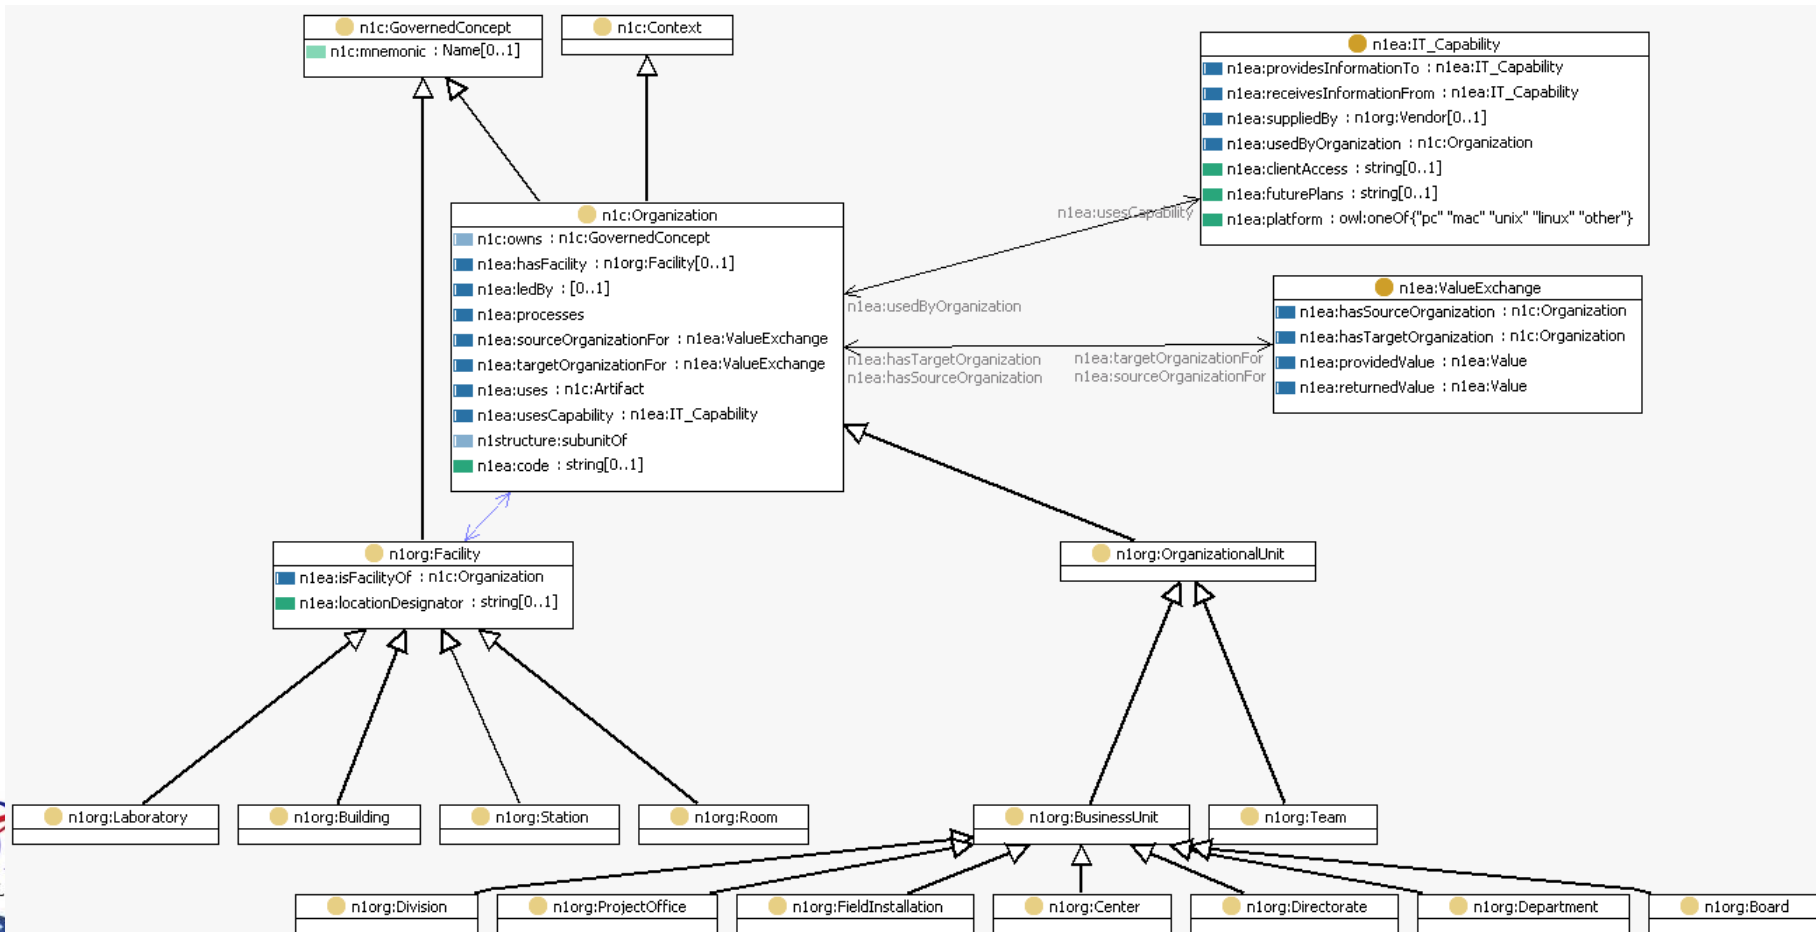 n1c:GovernedConcept
n1c:mnemonic : Name[0..1]
n1c:Context
n1ea:IT_Capability
n1ea:providesInformationTo : n1ea:IT_Capability
n1ea:receivesInformationFrom : n1ea:IT_Capability
n1ea:suppliedBy : n1org:Vendor[0..1]
n1ea:usedByOrganization : n1c:Organization
n1ea:clientAccess : string[0..1]
n1ea:futurePlans : string[0..1]
n1ea:platform : owl:oneOf{"pc" "mac" "unix" "linux" "other"}
n1c:Organization
n1c:owns : n1c:GovernedConcept
n1ea:hasFacility : n1org:Facility[0..1]
n1ea:ledBy : [0..1]
n1ea:processes
n1ea:sourceOrganizationFor : n1ea:ValueExchange
n1ea:targetOrganizationFor : n1ea:ValueExchange
n1ea:uses : n1c:Artifact
n1ea:usesCapability : n1ea:IT_Capability
n1structure:subunitOf
n1ea:code : string[0..1]
n1ea:usesCapability
n1ea:usedByOrganization
n1ea:hasTargetOrganization
n1ea:hasSourceOrganization
n1ea:targetOrganizationFor
n1ea:sourceOrganizationFor
n1ea:ValueExchange
n1ea:hasSourceOrganization : n1c:Organization
n1ea:hasTargetOrganization : n1c:Organization
n1ea:providedValue : n1ea:Value
n1ea:returnedValue : n1ea:Value
n1org:Facility
n1ea:isFacilityOf : n1c:Organization
n1ea:locationDesignator : string[0..1]
n1org:OrganizationalUnit
n1org:Laboratory
n1org:Building
n1org:Station
n1org:Room
n1org:BusinessUnit
n1org:Team
n1org:Division
n1org:ProjectOffice
n1org:FieldInstallation
n1org:Center
n1org:Directorate
n1org:Department
n1org:Board